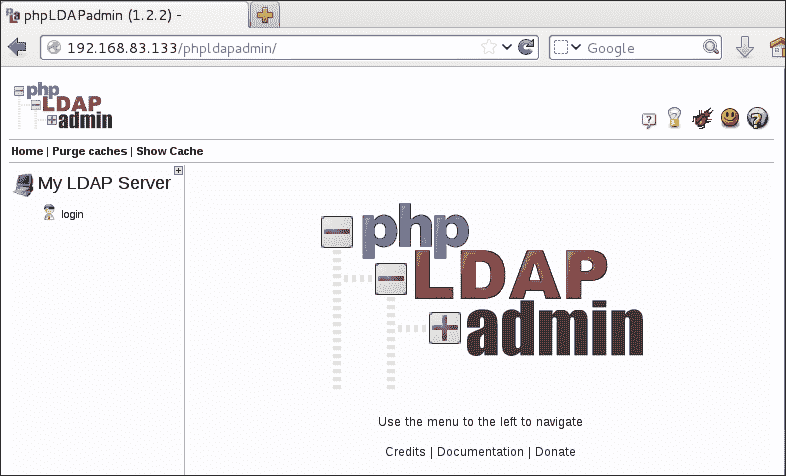 phpLDAPadmin (1.2.2) -
192.168.83.133/phpldapadmin/
Google
php
LDAP
admin
Home | Purge caches | Show Cache
My LDAP Server
login
php
LDAP
admin
Use the menu to the left to navigate
Credits | Documentation | Donate